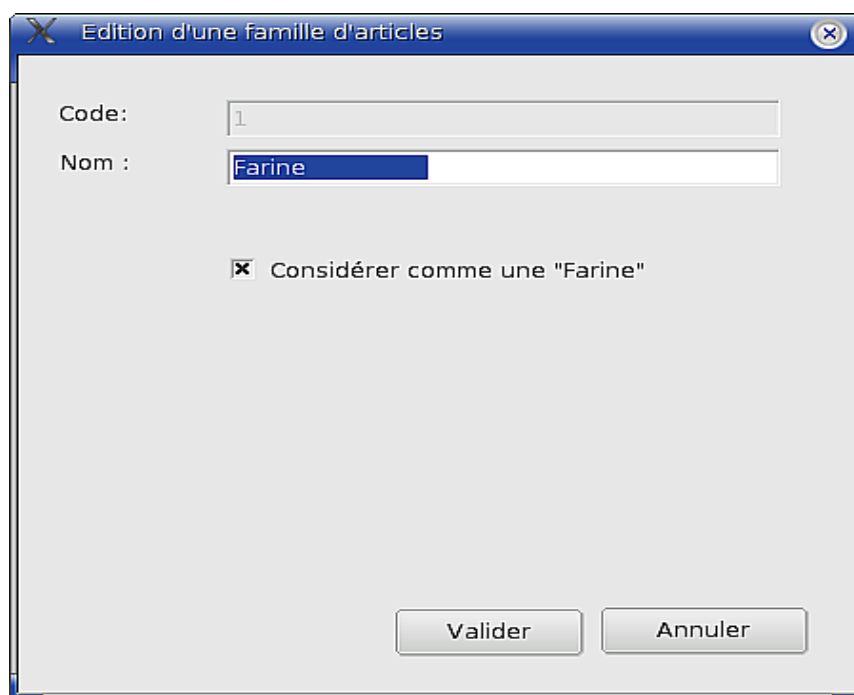 Edition d'une famille d'articles
Code: 1
Nom : Farine
Considérer comme une "Farine"
Valider Annuler